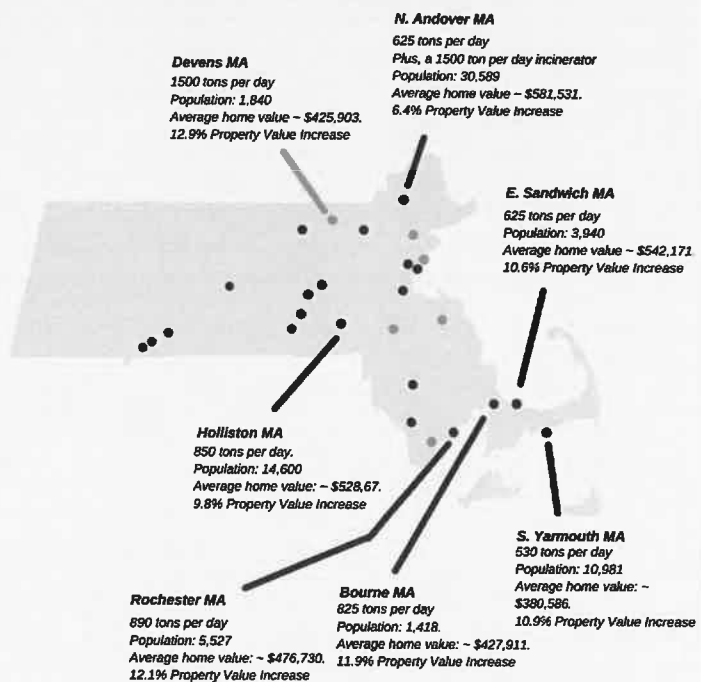 N. Andover MA
625 tons per day
Plus, a 1500 ton per day incinerator
Population: 30,589
Average home value ~ $581,531.
6.4% Property Value Increase
Devens MA
1500 tons per day
Population: 1,840
Average home value ~ $425,903.
12.9% Property Value Increase
E. Sandwich MA
625 tons per day
Population: 3,940
Average home value ~ $542,171
10.6% Property Value Increase
Holliston MA
850 tons per day.
Population: 14,600
Average home value: ~ $528,67.
9.8% Property Value Increase
S. Yarmouth MA
530 tons per day
Population: 10,981
Average home value: ~
$380,586.
10.9% Property Value Increase
Rochester MA
890 tons per day
Population: 5,527
Average home value: ~ $476,730.
12.1% Property Value Increase
Bourne MA
825 tons per day
Population: 1,418.
Average home value: ~ $427,911.
11.9% Property Value Increase